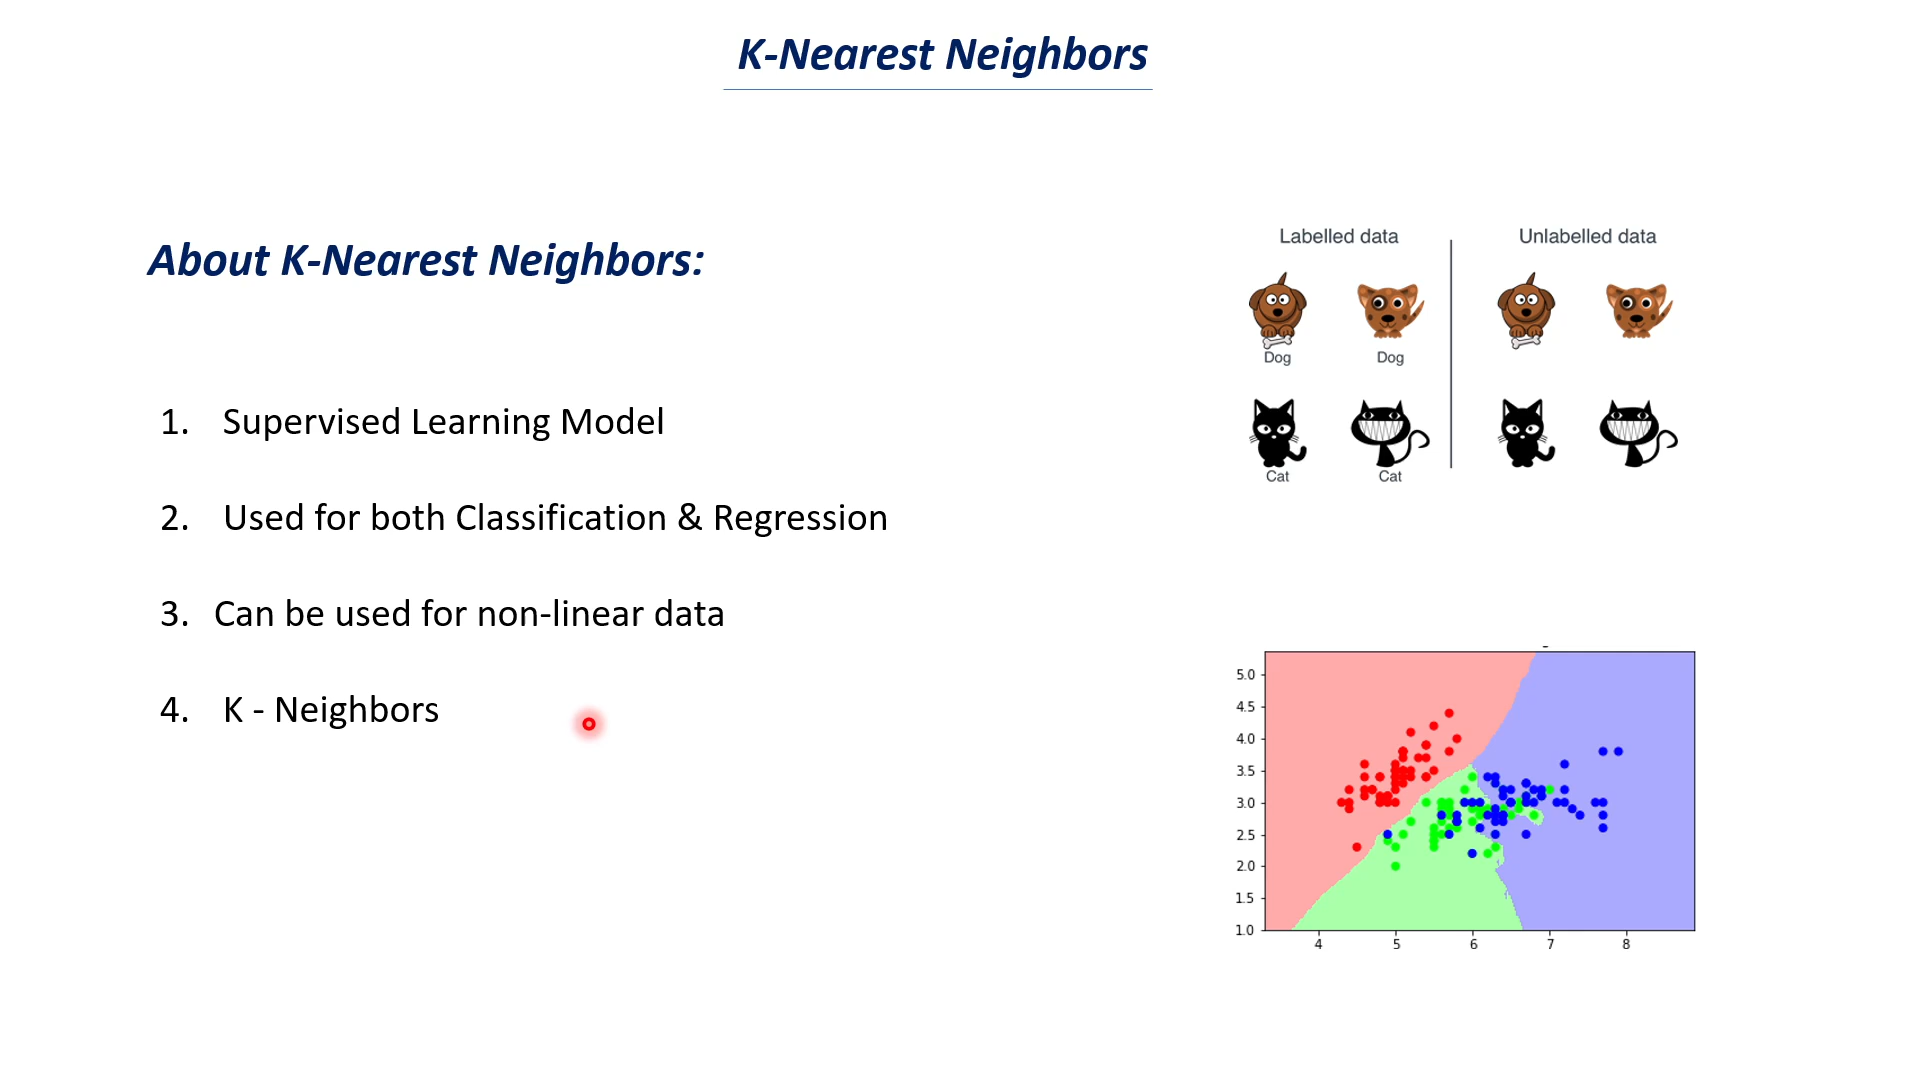 K-Nearest Neighbors
About K-Nearest Neighbors:
1. Supervised Learning Model
2. Used for both Classification & Regression
3. Can be used for non-linear data
4. K - Neighbors
Labelled data
Unlabelled data
Dog Dog
Cat Cat
5.0
4.5
4.0
3.5
3.0
2.5
2.0
1.5
1.0
4 5 6 7 8